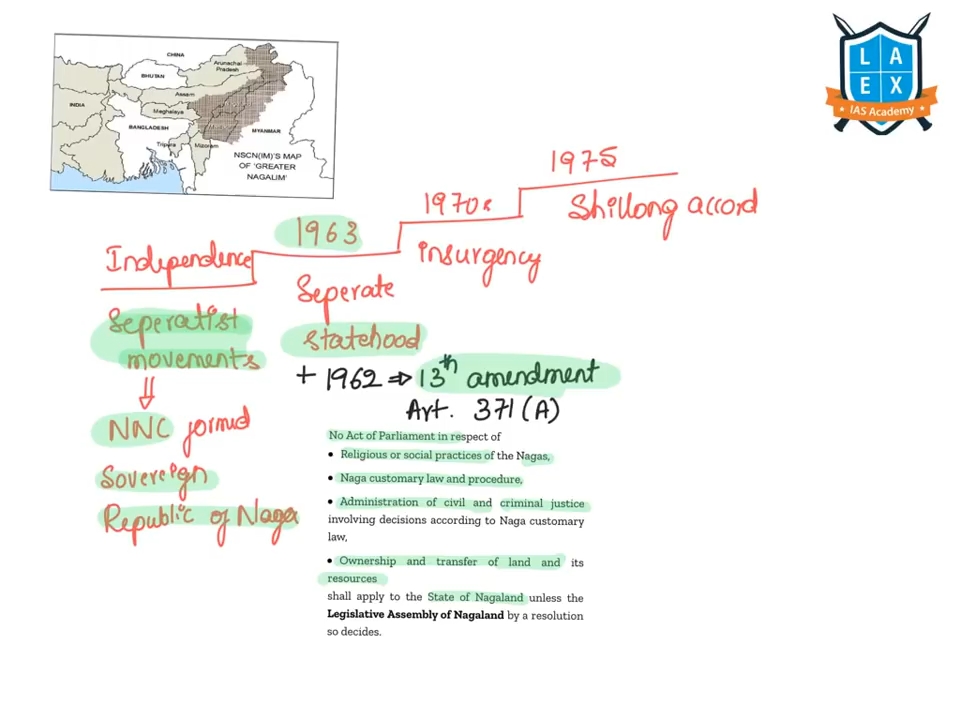 CHINA
Arunachal
Pradesh
BHUTAN
Assam
INDIA
Meghalaya
BANGLADESH
MYANMAR
Tripura
Mizoram
NSCN(IM)'S MAP
OF 'GREATER
NAGALIM'
L A
E X
IAS Academy
1975
Shillong accord
1970s
insurgency
1963
Seperate
statehood
Independence
Seperatist
movements
NNC formed
Sovereign
Republic of Naga
+ 1962 ⇒ 13th amendment
Art. 371 (A)
No Act of Parliament in respect of
• Religious or social practices of the Nagas,
• Naga customary law and procedure,
• Administration of civil and criminal justice
involving decisions according to Naga customary
law,
• Ownership and transfer of land and its
resources
shall apply to the State of Nagaland unless the
Legislative Assembly of Nagaland by a resolution
so decides.